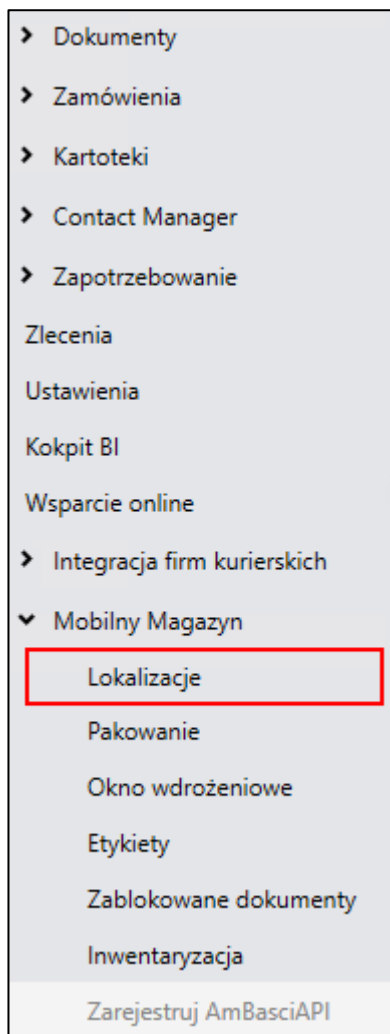 Dokumenty
Zamówienia
Kartoteki
Contact Manager
Zapotrzebowanie
Zlecenia
Ustawienia
Kokpit BI
Wsparcie online
Integracja firm kurierskich
Mobilny Magazyn
Lokalizacje
Pakowanie
Okno wdrożeniowe
Etykiety
Zablokowane dokumenty
Inwentaryzacja
Zarejestruj AmBasciAPI